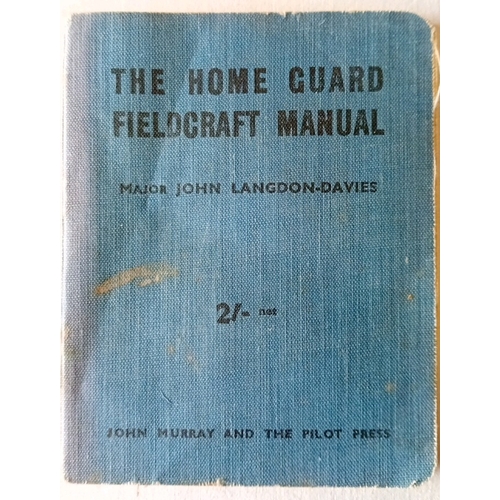 THE HOME GUARD
FIELDCRAFT MANUAL
MAJOR JOHN LANGDON-DAVIES
2/- net
JOHN MURRAY AND THE PILOT PRESS